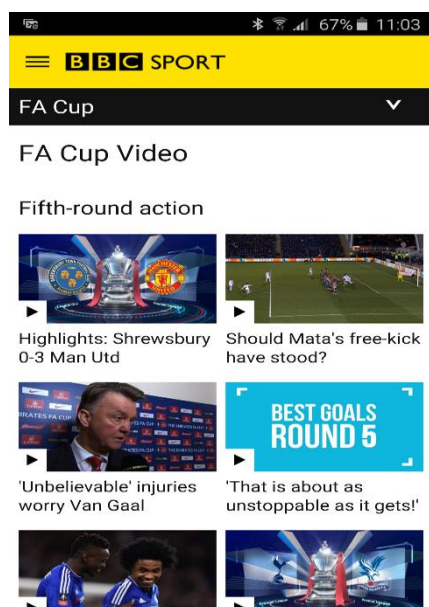 67% 11:03
BBC SPORT
FA Cup
FA Cup Video
Fifth-round action
Highlights: Shrewsbury
0-3 Man Utd
Should Mata's free-kick
have stood?
BEST GOALS
ROUND 5
'Unbelievable' injuries
worry Van Gaal
'That is about as
unstoppable as it gets!'